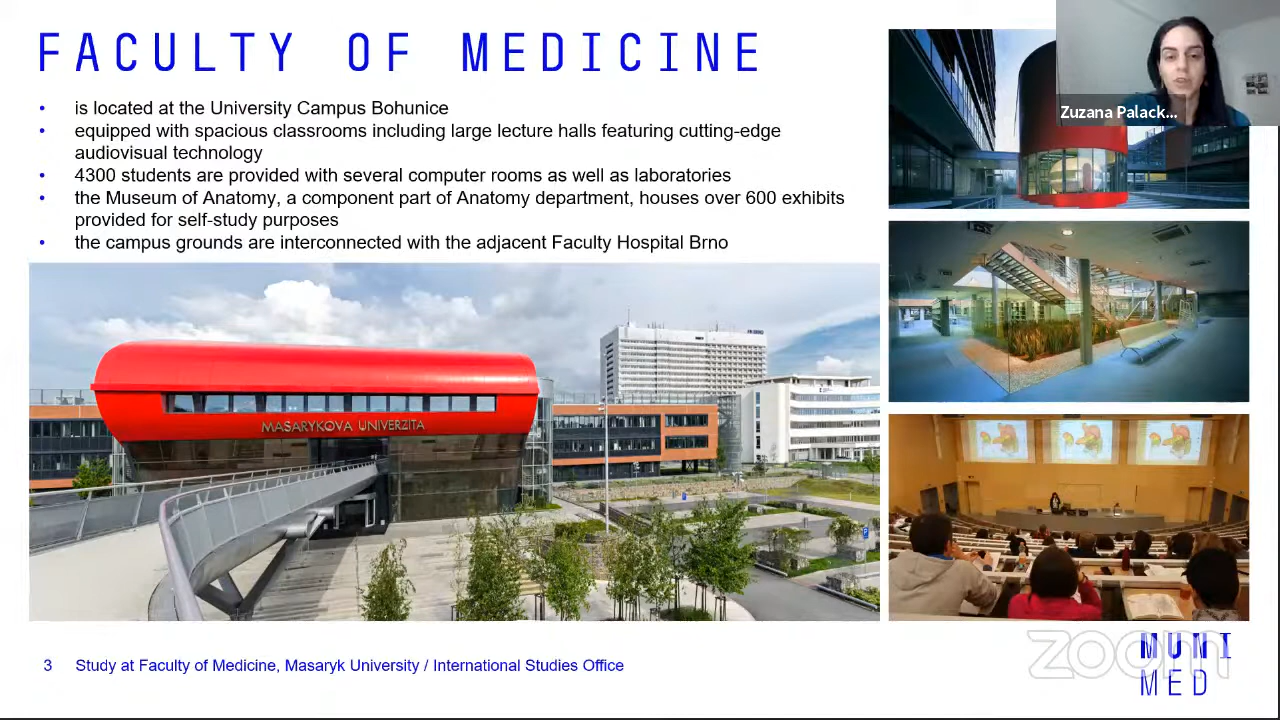 FACULTY OF MEDICINE
• is located at the University Campus Bohunice
• equipped with spacious classrooms including large lecture halls featuring cutting-edge
audiovisual technology
• 4300 students are provided with several computer rooms as well as laboratories
• the Museum of Anatomy, a component part of Anatomy department, houses over 600 exhibits
provided for self-study purposes
• the campus grounds are interconnected with the adjacent Faculty Hospital Brno
Zuzana Palack...
MASARYKOVA UNIVERZITA
3 Study at Faculty of Medicine, Masaryk University / International Studies Office
zoom
MUNI
MED